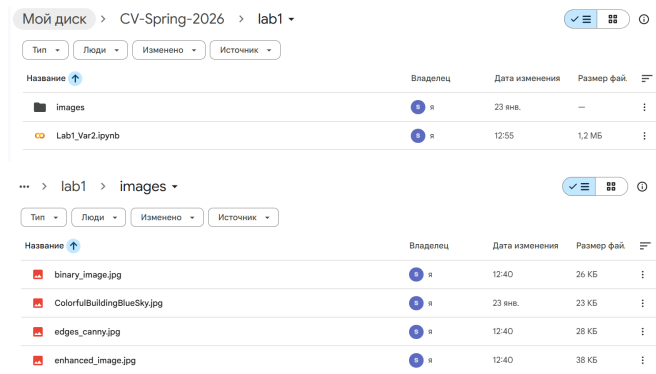 Мой диск > CV-Spring-2026 > lab1
Тип Люди Изменено Источник
Название Владелец Дата изменения Размер фай.
images я 23 янв. —
Lab1_Var2.ipynb s я 12:55 1,2 МБ
... > lab1 > images
Тип Люди Изменено Источник
Название Владелец Дата изменения Размер фай.
binary_image.jpg s я 12:40 26 КБ
ColorfulBuildingBlueSky.jpg s я 23 янв. 23 КБ
edges_canny.jpg s я 12:40 28 КБ
enhanced_image.jpg s я 12:40 38 КБ